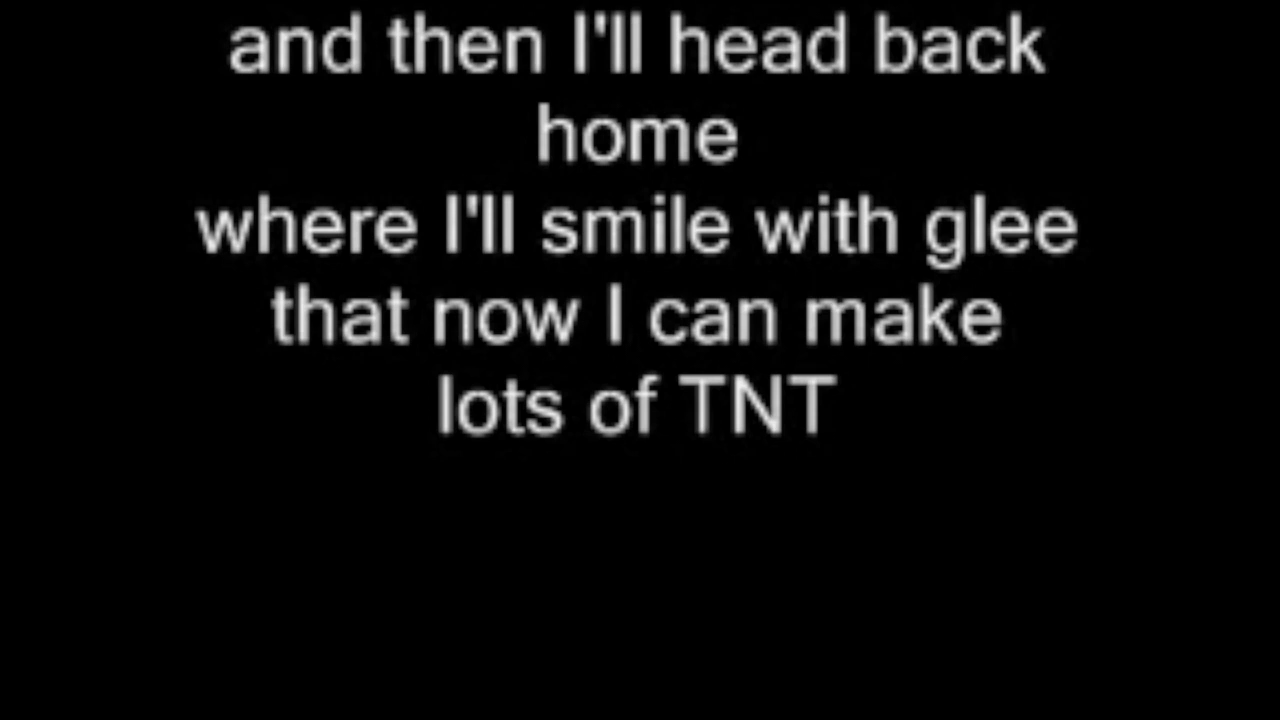 and then I'll head back
home
where I'll smile with glee
that now I can make
lots of TNT